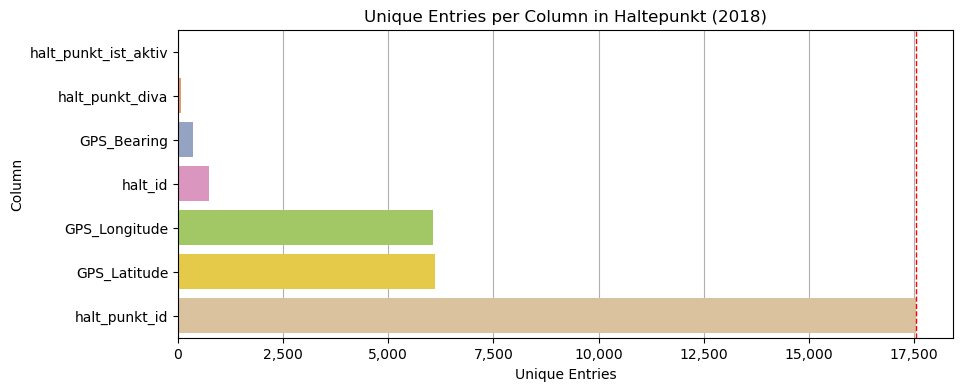 Unique Entries per Column in Haltepunkt (2018)
Column
halt_punkt_ist_aktiv
halt_punkt_diva
GPS_Bearing
halt_id
GPS_Longitude
GPS_Latitude
halt_punkt_id
0 2,500 5,000 7,500 10,000 12,500 15,000 17,500
Unique Entries